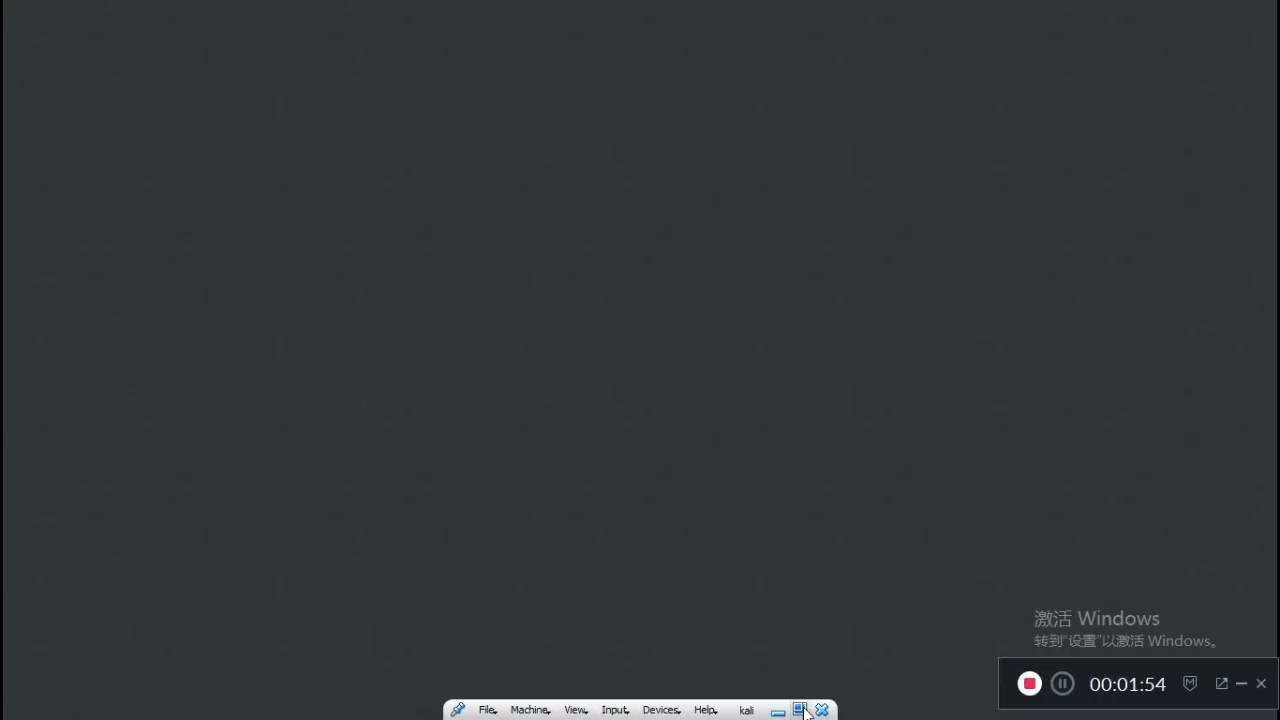 激活 Windows
转到"设置"以激活 Windows。
00:01:54
File Machine View Input Devices Help kali